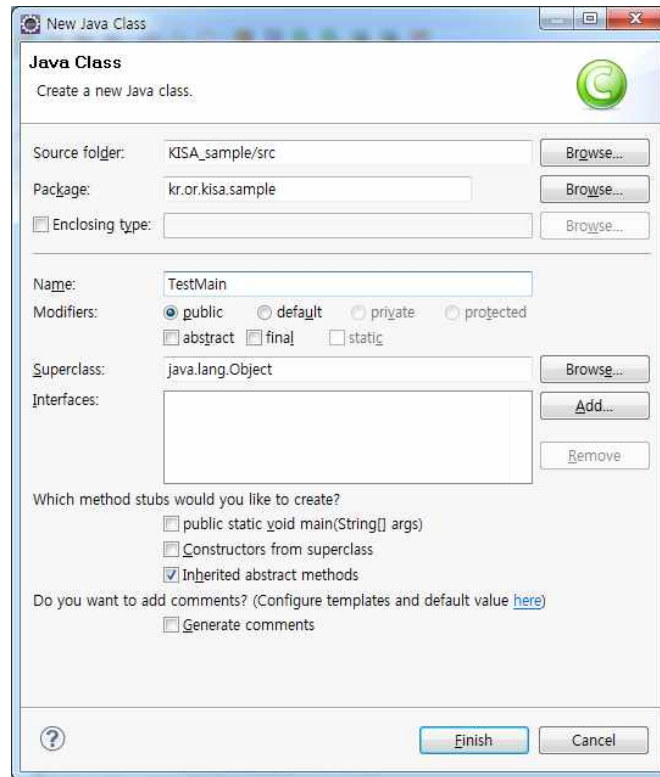 New Java Class
Java Class
Create a new Java class.
Source folder: KISA_sample/src Browse...
Package: kr.or.kisa.sample Browse...
Enclosing type: Browse...
Name: TestMain
Modifiers: public default private protected
abstract final static
Superclass: java.lang.Object Browse...
Interfaces: Add...
Remove
Which method stubs would you like to create?
public static void main(String[] args)
Constructors from superclass
Inherited abstract methods
Do you want to add comments? (Configure templates and default value here)
Generate comments
Finish Cancel